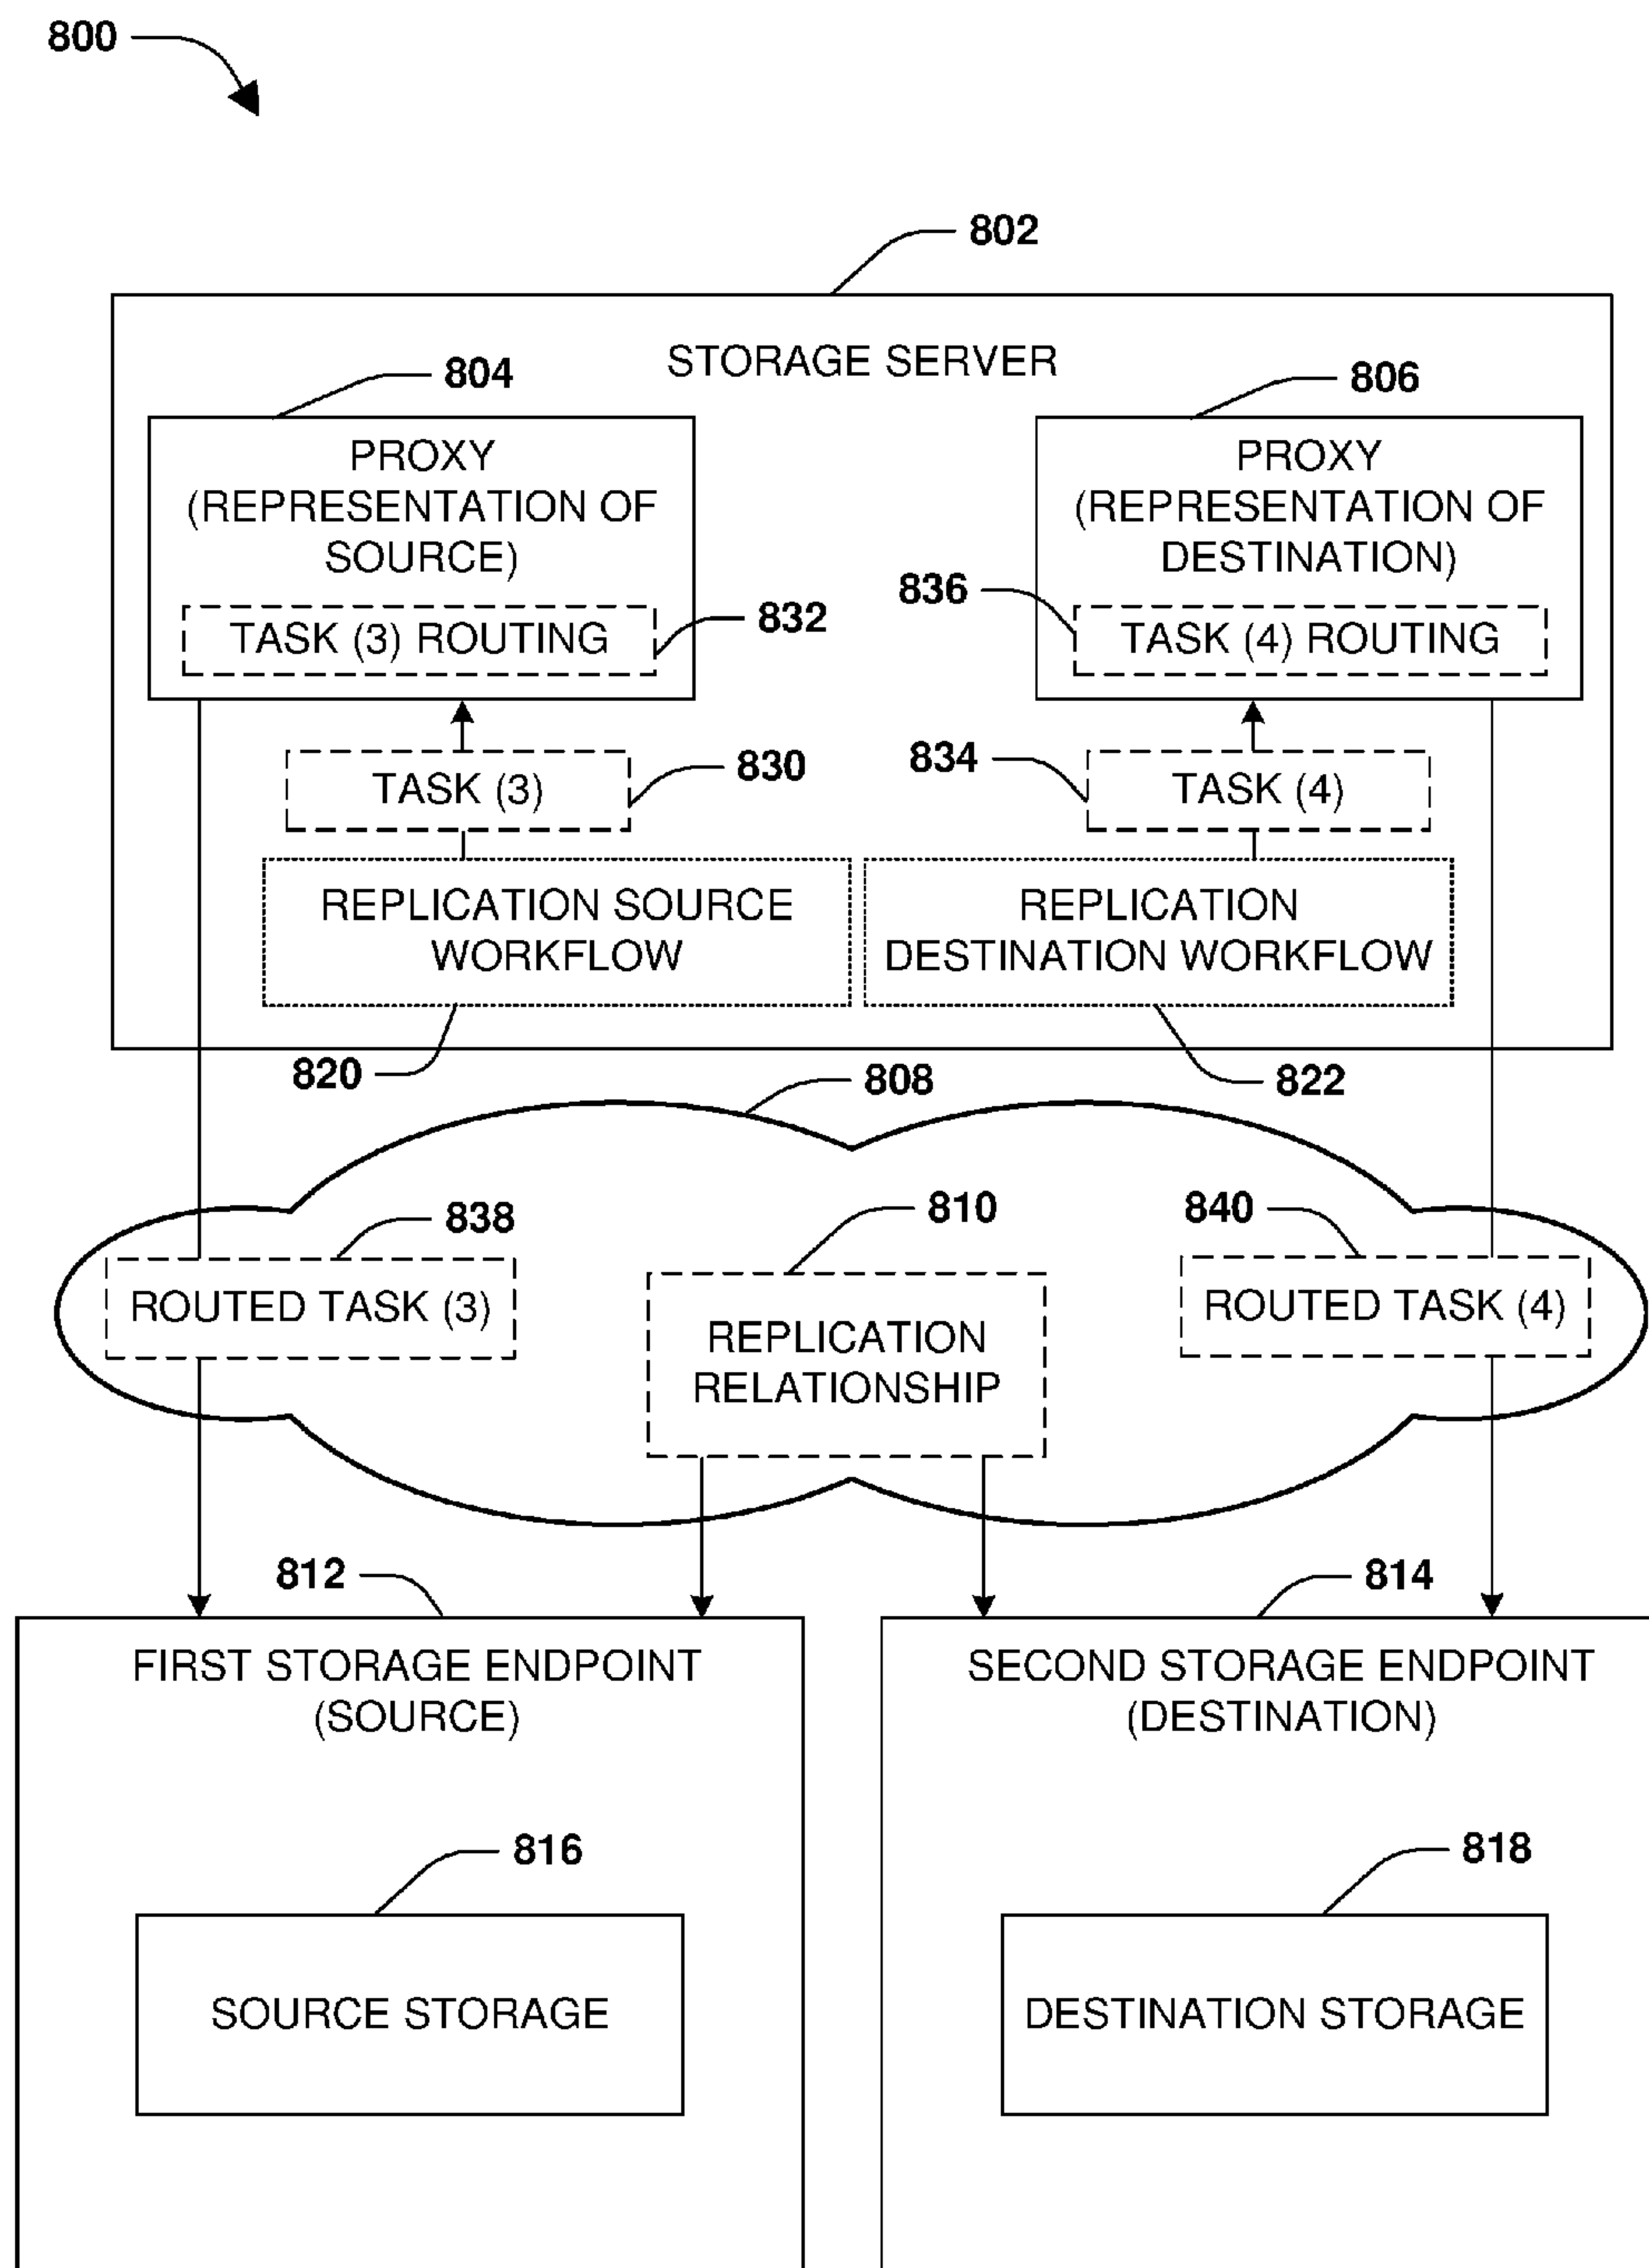 800
802
STORAGE SERVER
804
806
PROXY
(REPRESENTATION OF
SOURCE)
PROXY
(REPRESENTATION OF
DESTINATION)
TASK (3) ROUTING
832
836
TASK (4) ROUTING
TASK (3)
830
834
TASK (4)
REPLICATION SOURCE
WORKFLOW
REPLICATION
DESTINATION WORKFLOW
820
822
808
838
810
840
ROUTED TASK (3)
REPLICATION
RELATIONSHIP
ROUTED TASK (4)
812
814
FIRST STORAGE ENDPOINT
(SOURCE)
SECOND STORAGE ENDPOINT
(DESTINATION)
816
818
SOURCE STORAGE
DESTINATION STORAGE